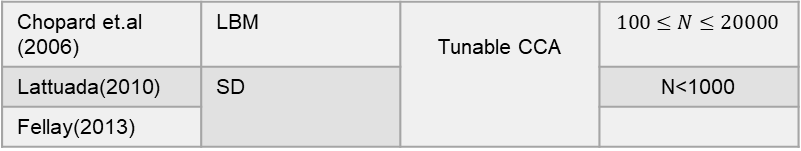 Chopard et.al
(2006)
LBM
Tunable CCA
100 ≤ N ≤ 20000
Lattuada(2010)
SD
N<1000
Fellay(2013)